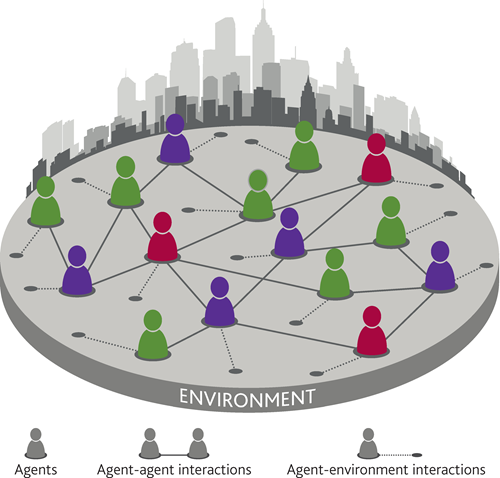 ENVIRONMENT
Agents
Agent-agent interactions
Agent-environment interactions